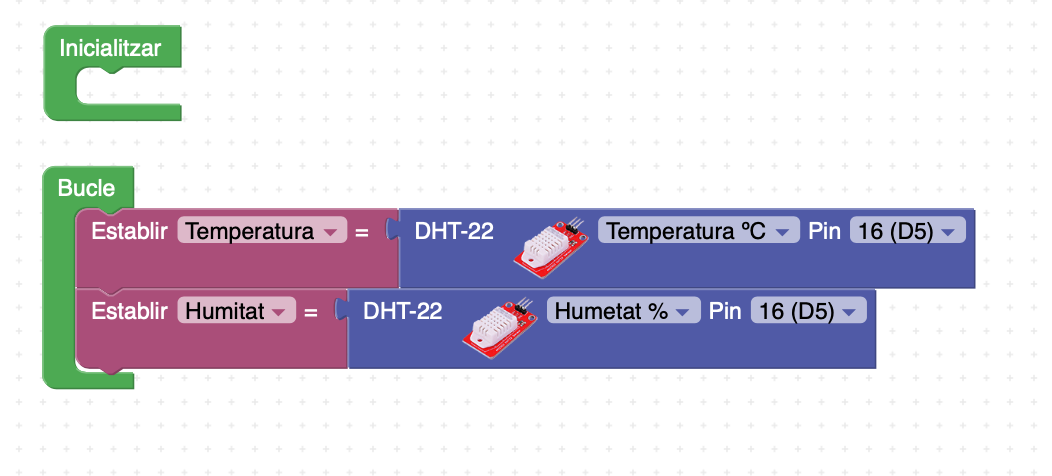 Inicialitzar
Bucle
Establir Temperatura = DHT-22 Temperatura ºC Pin 16 (D5)
Establir Humitat = DHT-22 Humetat % Pin 16 (D5)